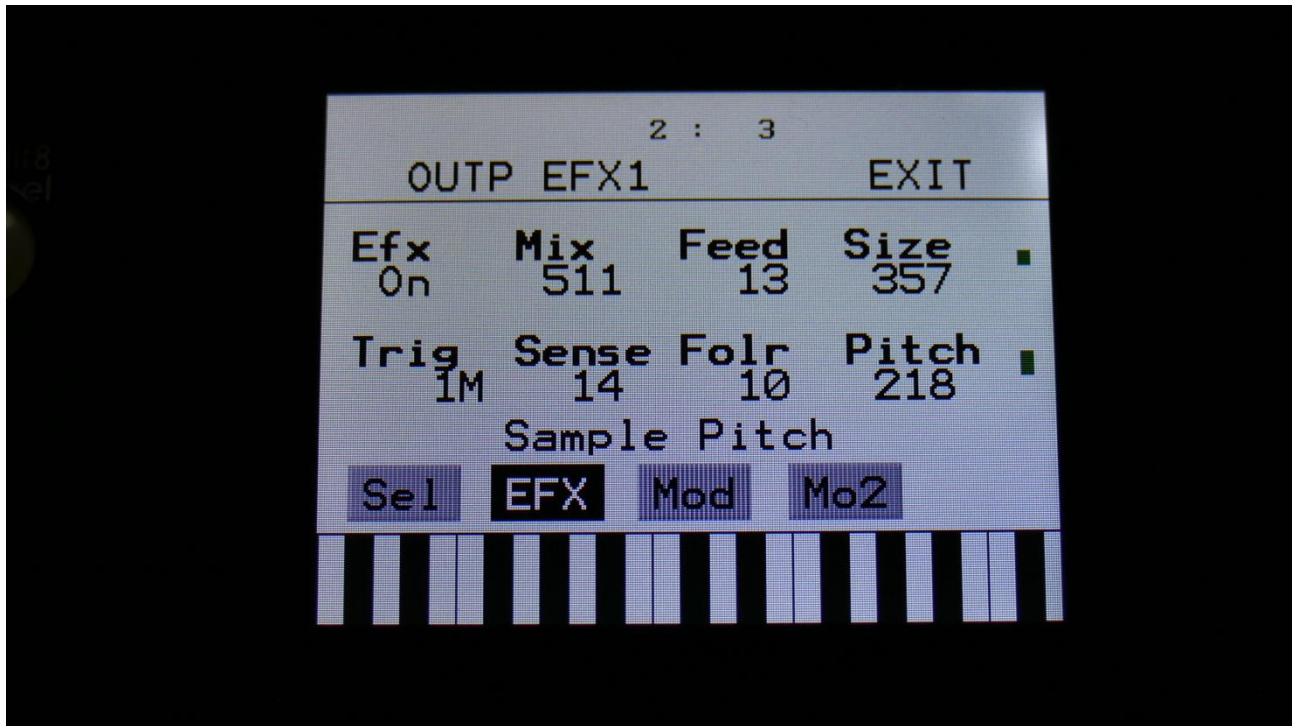 2 : 3
OUTP EFX1 EXIT
Efx Mix Feed Size
On 511 13 357
Trig Sense Folr Pitch
1M 14 10 218
Sample Pitch
Sel EFX Mod Mo2